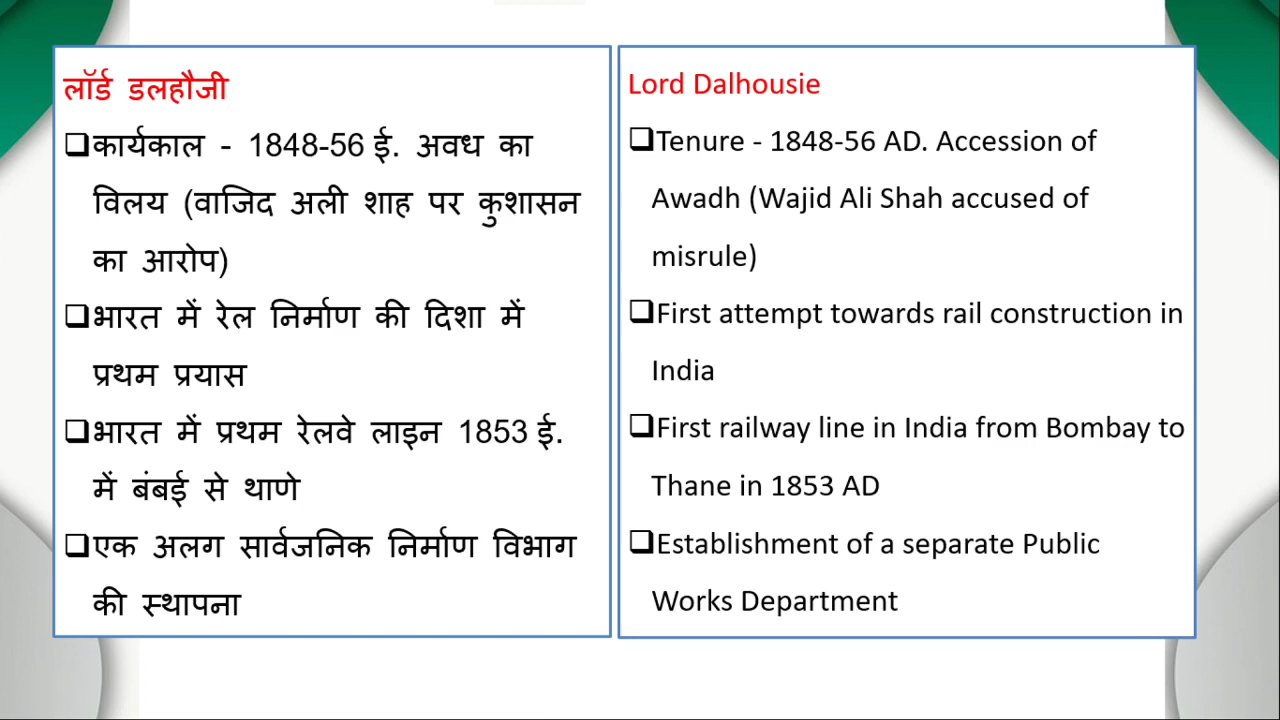 लॉर्ड डलहौजी
❑कार्यकाल - 1848-56 ई. अवध का
विलय (वाजिद अली शाह पर कुशासन
का आरोप)
❑भारत में रेल निर्माण की दिशा में
प्रथम प्रयास
❑भारत में प्रथम रेलवे लाइन 1853 ई.
में बंबई से थाणे
❑एक अलग सार्वजनिक निर्माण विभाग
की स्थापना
Lord Dalhousie
❑Tenure - 1848-56 AD. Accession of
Awadh (Wajid Ali Shah accused of
misrule)
❑First attempt towards rail construction in
India
❑First railway line in India from Bombay to
Thane in 1853 AD
❑Establishment of a separate Public
Works Department